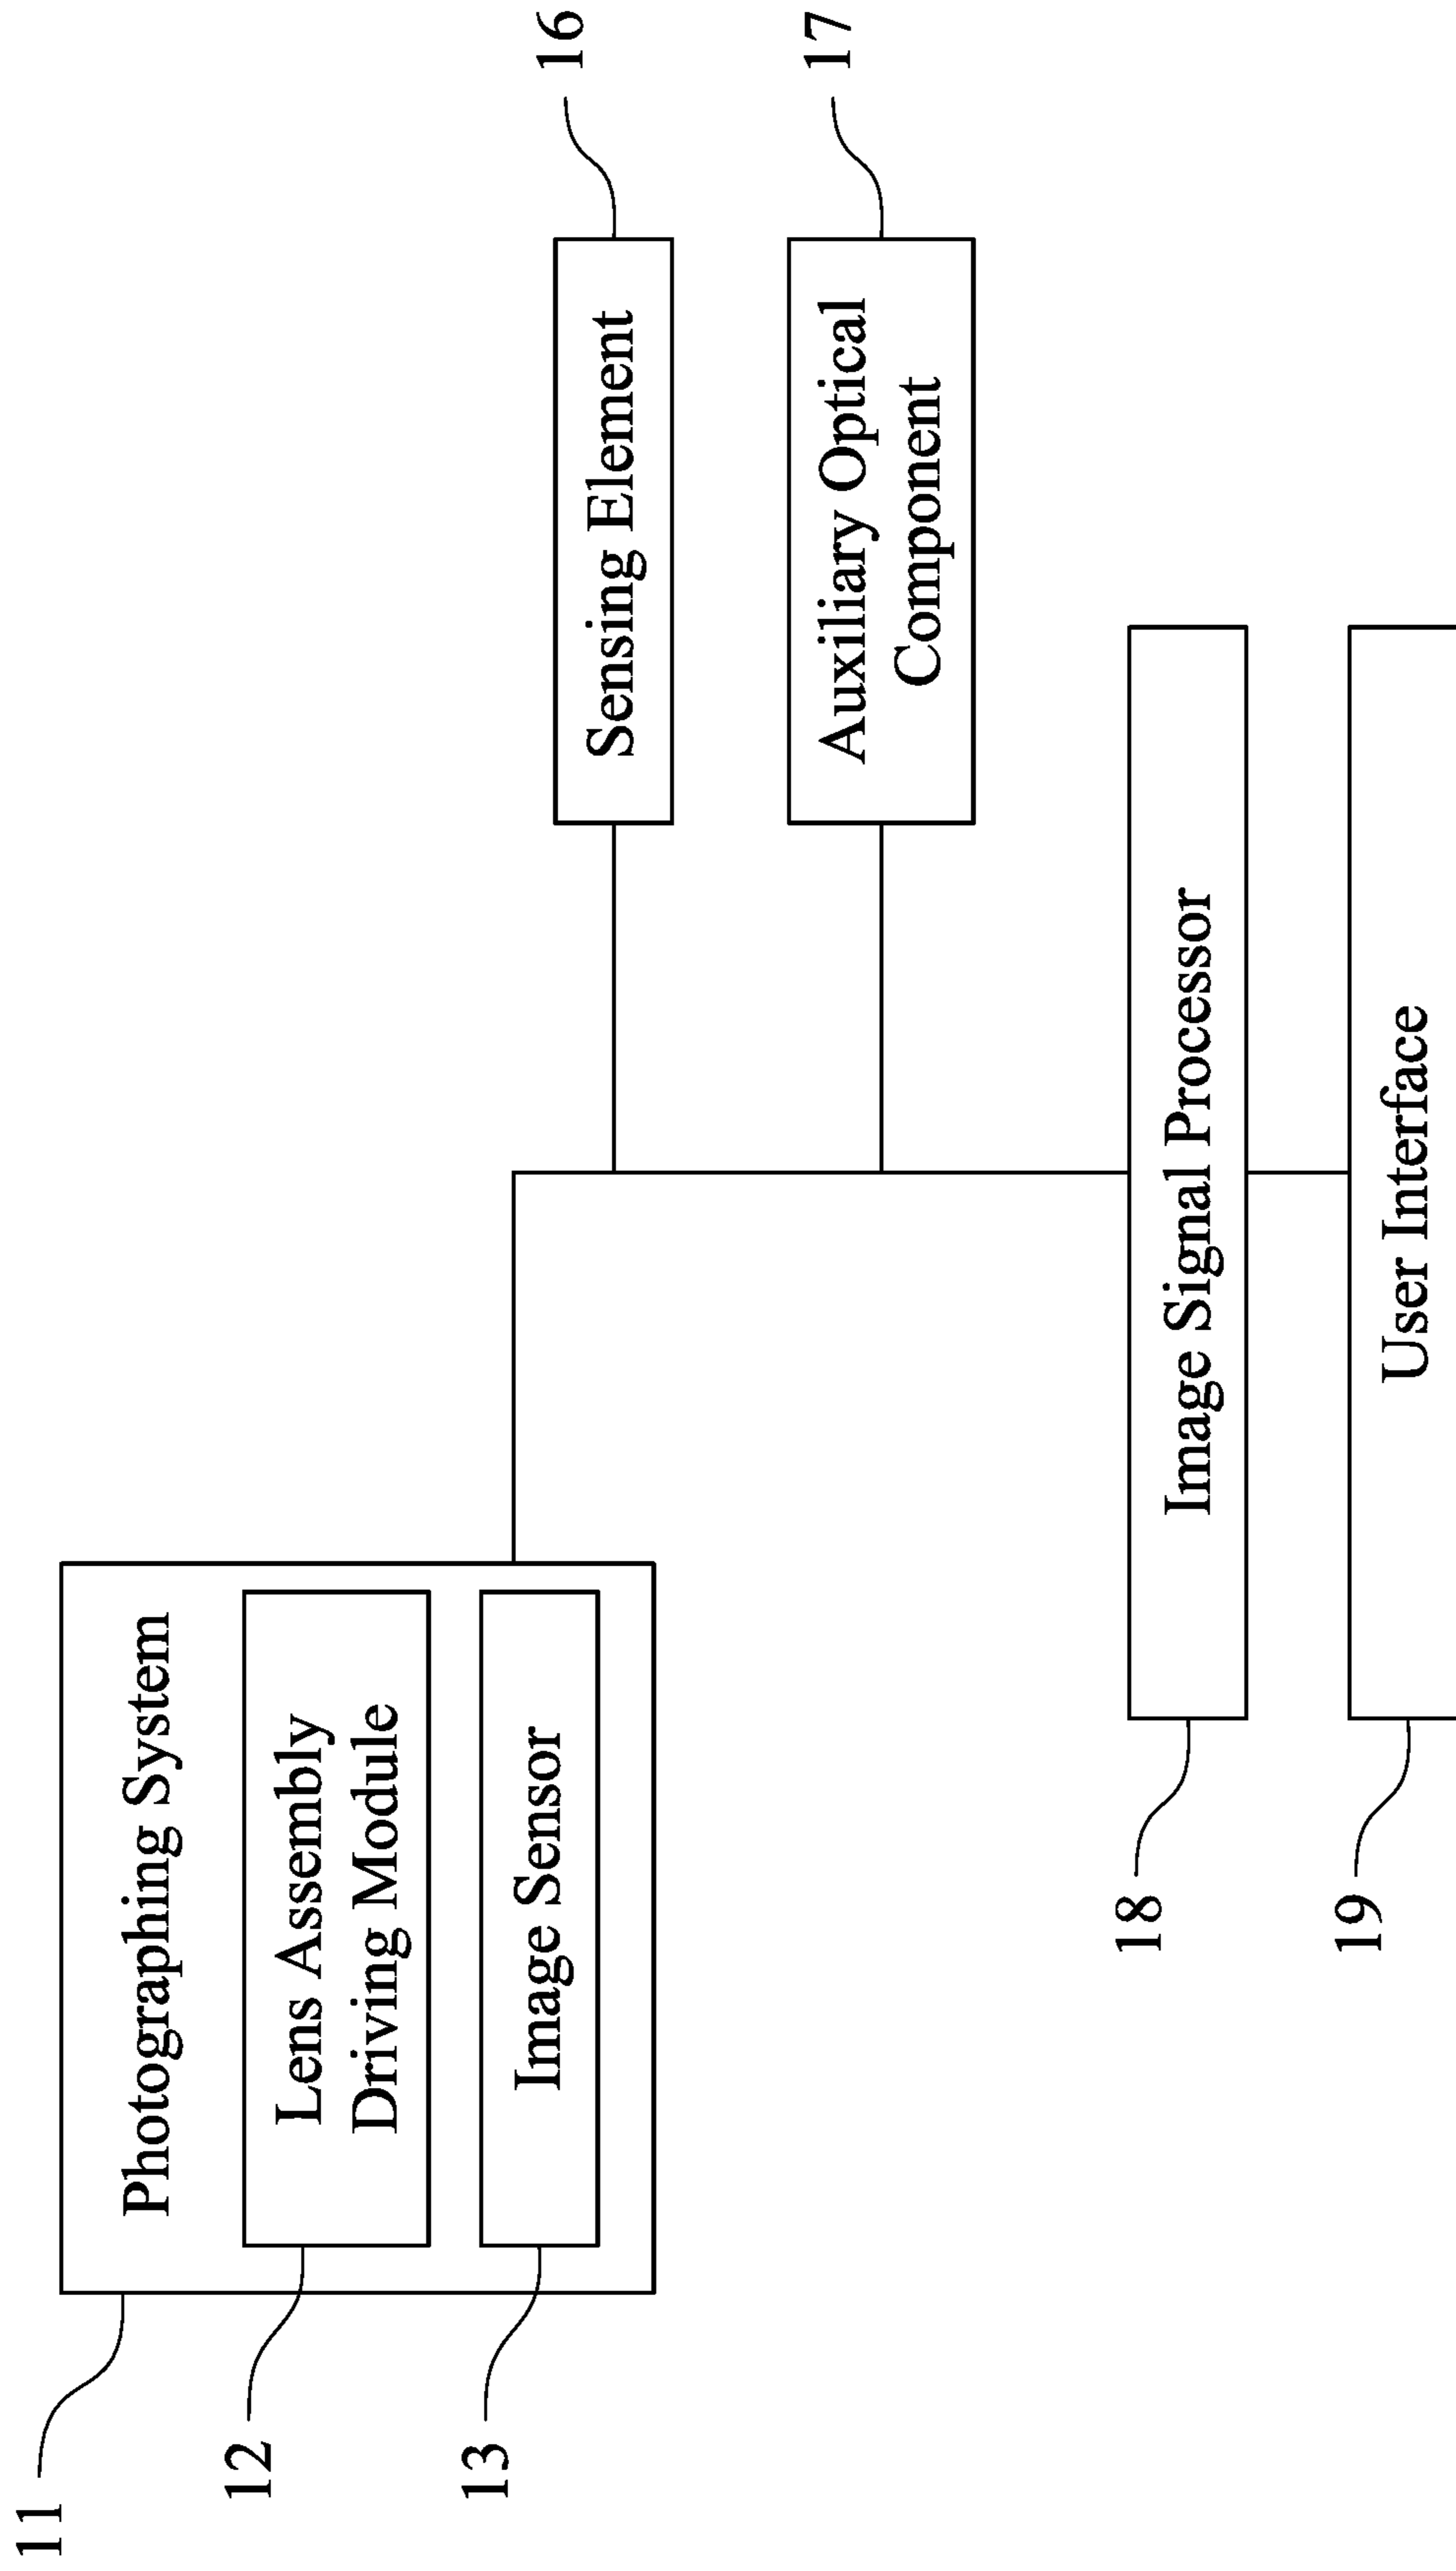 11
Photographing System
12
Lens Assembly
Driving Module
13
Image Sensor
Sensing Element
16
Auxiliary Optical
Component
17
18
Image Signal Processor
19
User Interface